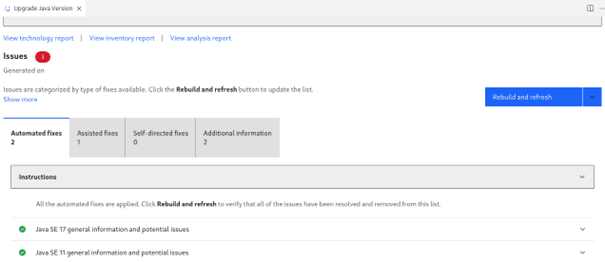 Upgrade Java Version
View technology report | View inventory report | View analysis report
Issues 3
Generated on
Issues are categorized by type of fixes available. Click the Rebuild and refresh button to update the list.
Show more
Rebuild and refresh
Automated fixes
2
Assisted fixes
1
Self-directed fixes
0
Additional information
2
Instructions
All the automated fixes are applied. Click Rebuild and refresh to verify that all of the issues have been resolved and removed from this list.
Java SE 17 general information and potential issues
Java SE 11 general information and potential issues